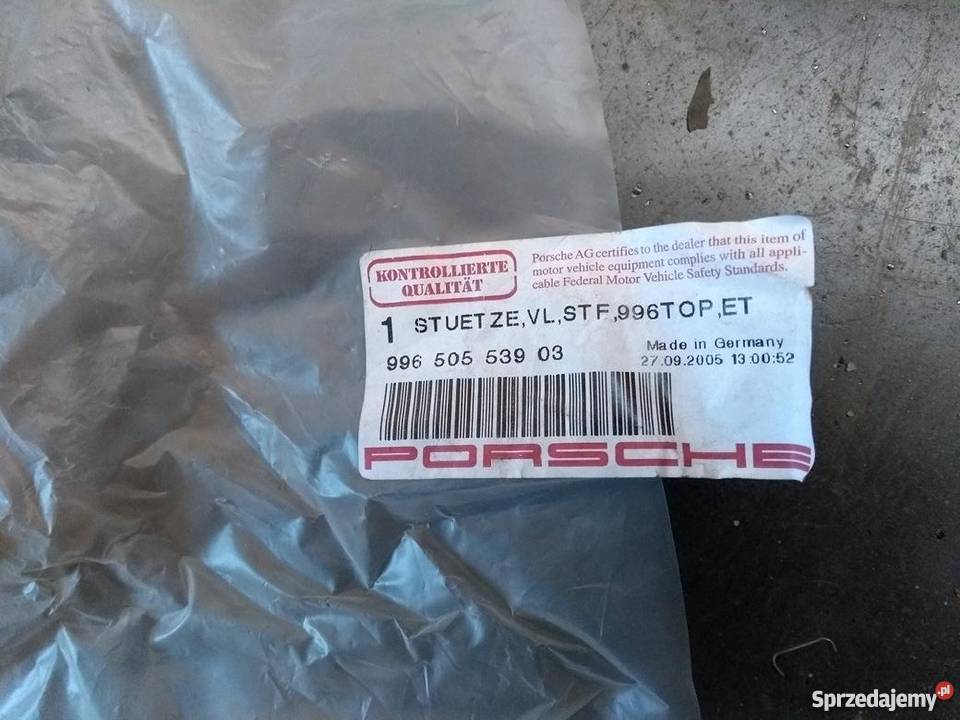 KONTROLLIERTE
QUALITÄT
Porsche AG certifies to the dealer that this item of
motor vehicle equipment complies with all appli-
cable Federal Motor Vehicle Safety Standards.
1 STUETZE,VL,STF,996TOP,ET
996 505 539 03
Made in Germany
27.09.2005 13:00:52
PORSCHE
Sprzedajemy.pl